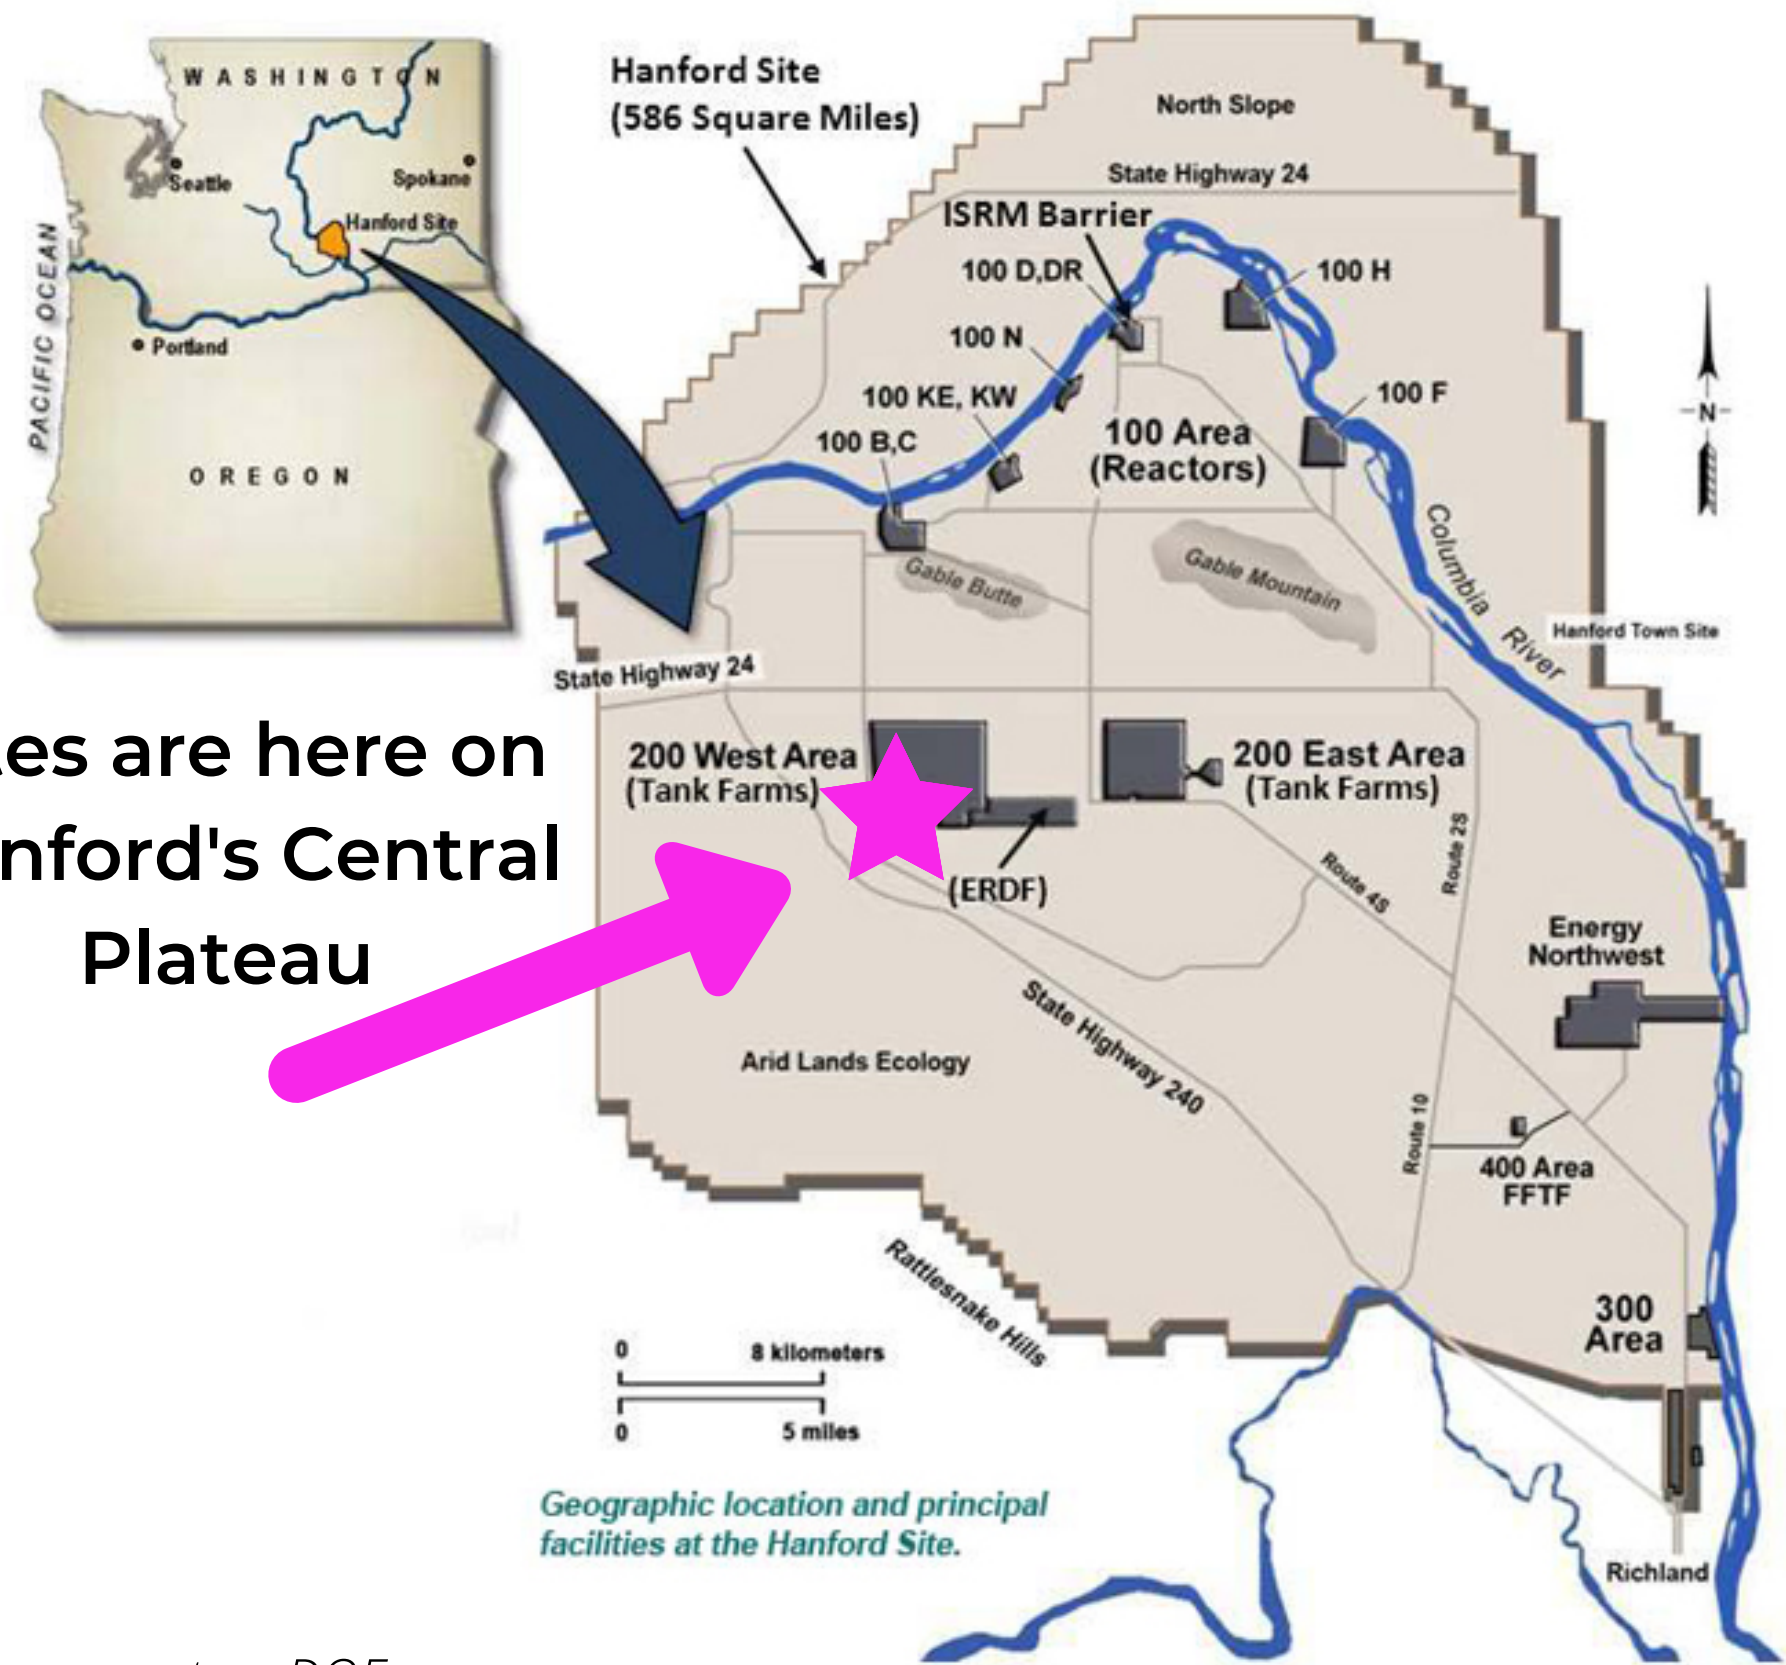 WASHINGTON
Seattle
Spokane
Hanford Site
PACIFIC OCEAN
Portland
OREGON
Hanford Site
(586 Square Miles)
North Slope
State Highway 24
ISRM Barrier
100 D,DR
100 H
100 N
100 KE, KW
100 F
100 B,C
100 Area
(Reactors)
Gable Butte
Gable Mountain
Columbia River
Hanford Town Site
State Highway 24
are here on
Central
Plateau
200 West Area
(Tank Farms)
200 East Area
(Tank Farms)
(ERDF)
Route 4S
Route 2S
Energy
Northwest
State Highway 240
Arid Lands Ecology
Route 10
400 Area
FFTF
Rattlesnake Hills
300
Area
0 8 kilometers
0 5 miles
Geographic location and principal
facilities at the Hanford Site.
Richland
N